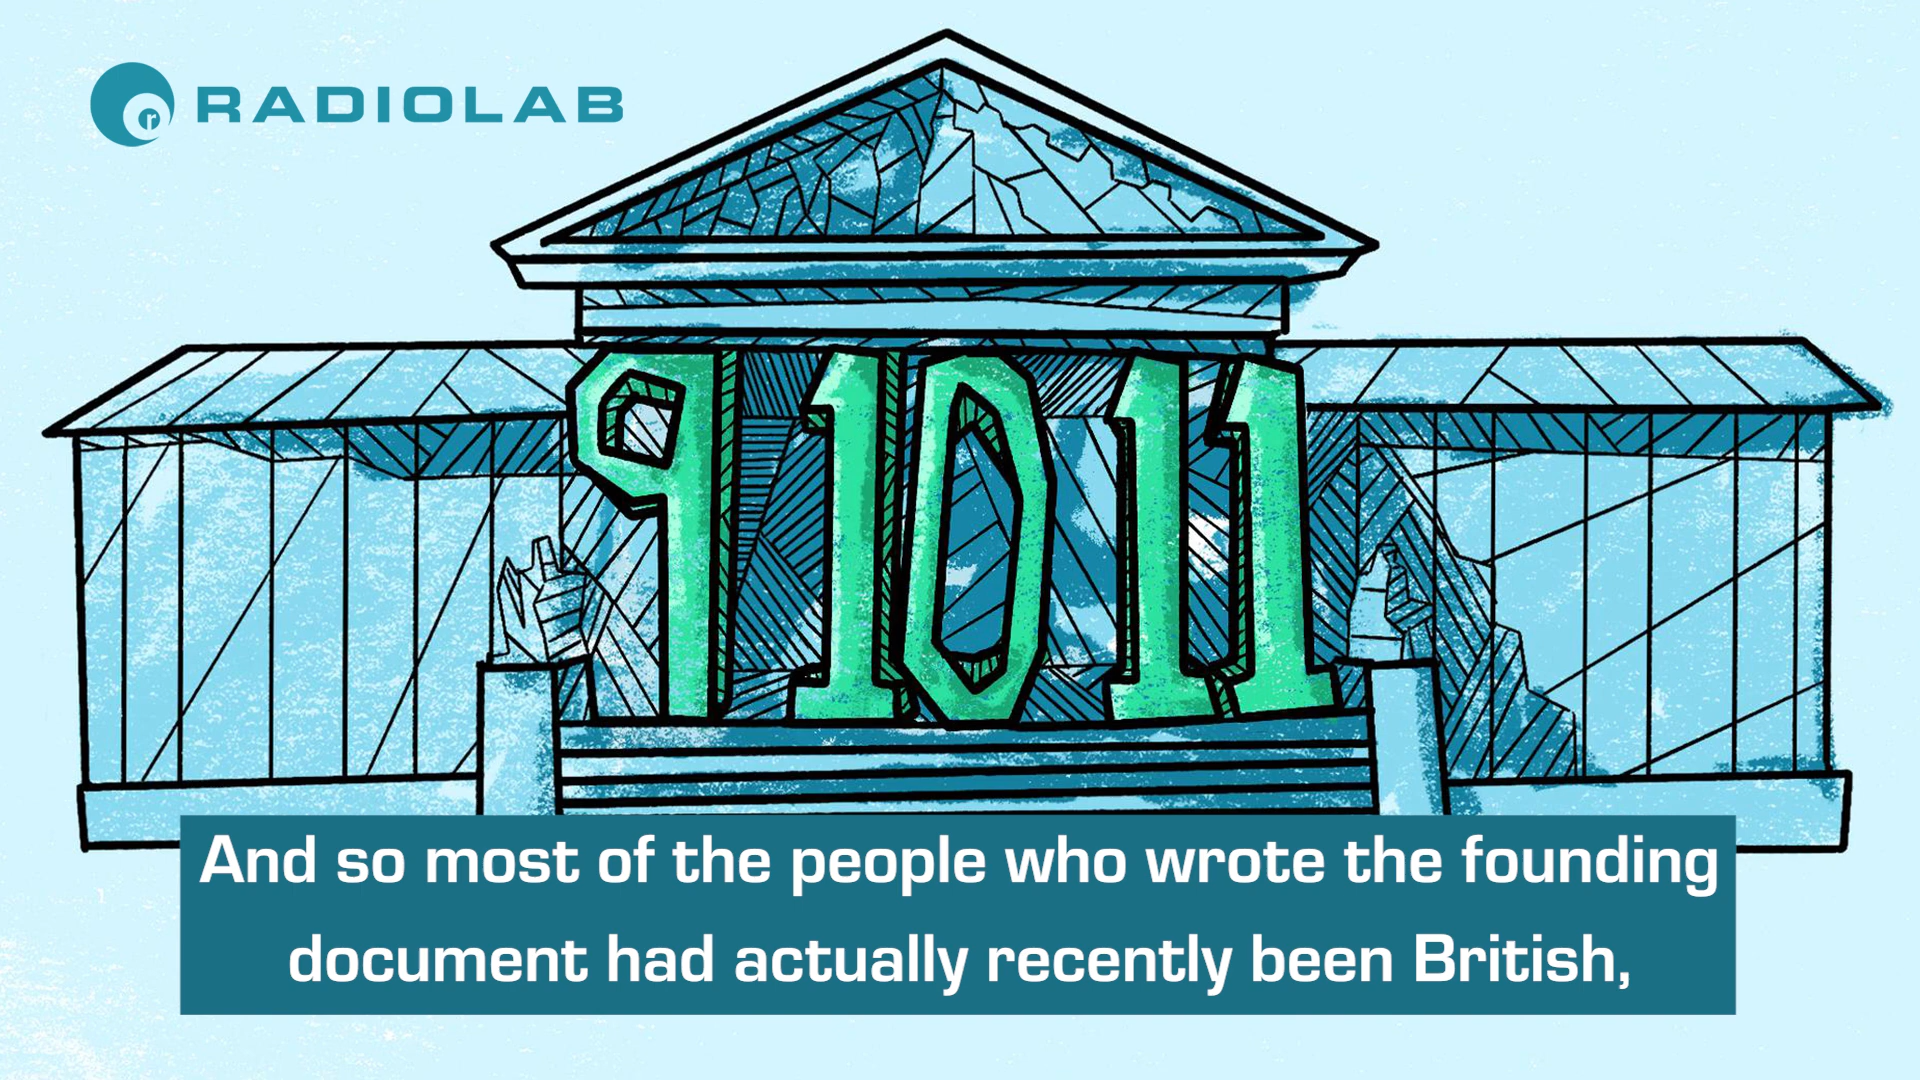 RADIOLAB
9 10 11
And so most of the people who wrote the founding
document had actually recently been British,